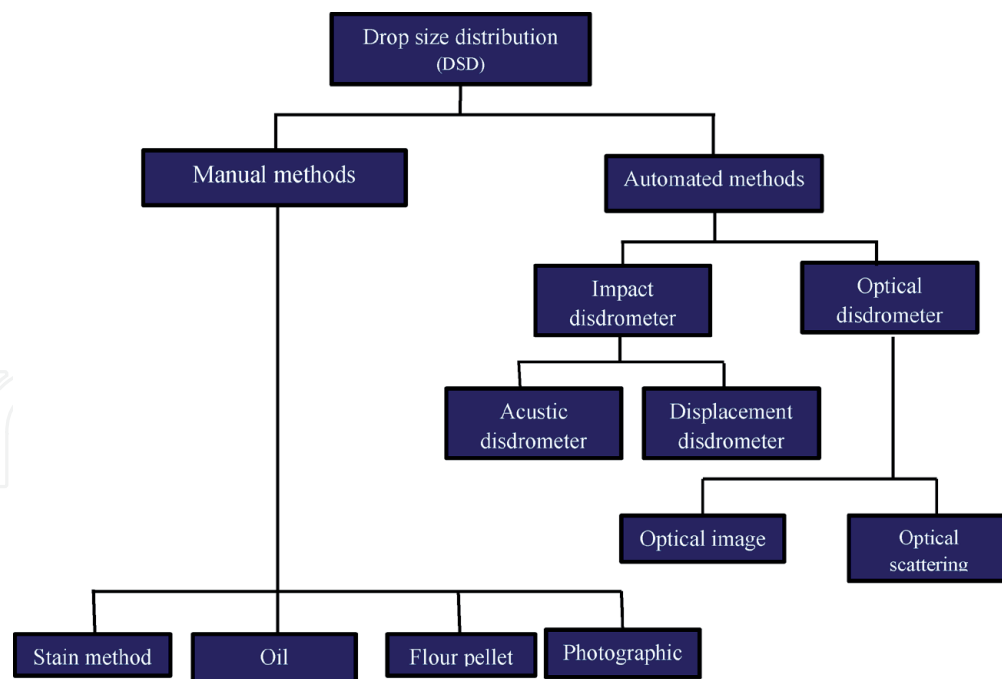 Drop size distribution
(DSD)
Manual methods
Automated methods
Impact
disdrometer
Optical
disdrometer
Acustic
disdrometer
Displacement
disdrometer
Optical image
Optical
scattering
Stain method
Oil
Flour pellet
Photographic